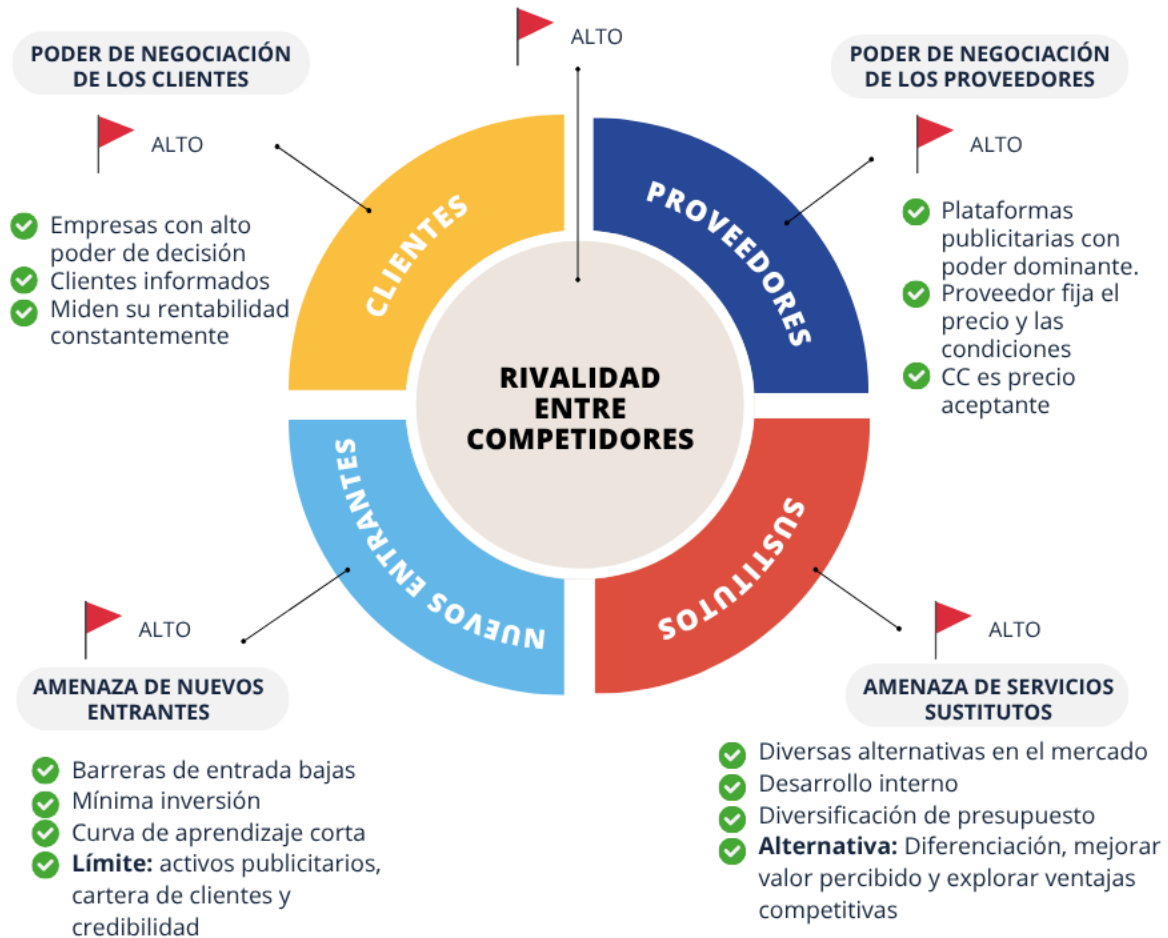 ALTO
PODER DE NEGOCIACIÓN
DE LOS CLIENTES
ALTO
Empresas con alto
poder de decisión
Clientes informados
Miden su rentabilidad
constantemente
PODER DE NEGOCIACIÓN
DE LOS PROVEEDORES
ALTO
Plataformas
publicitarias con
poder dominante.
Proveedor fija el
precio y las
condiciones
CC es precio
aceptante
CLIENTES
PROVEEDORES
RIVALIDAD
ENTRE
COMPETIDORES
NUEVOS ENTRANTES
SUSTITUTOS
ALTO
AMENAZA DE NUEVOS
ENTRANTES
Barreras de entrada bajas
Mínima inversión
Curva de aprendizaje corta
Límite: activos publicitarios,
cartera de clientes y
credibilidad
ALTO
AMENAZA DE SERVICIOS
SUSTITUTOS
Diversas alternativas en el mercado
Desarrollo interno
Diversificación de presupuesto
Alternativa: Diferenciación, mejorar
valor percibido y explorar ventajas
competitivas